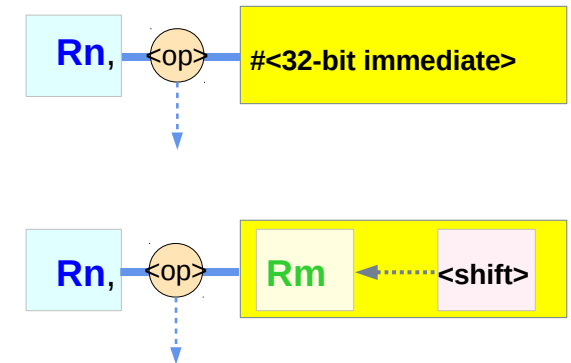 Rn, <op> #<32-bit immediate>
Rn, <op> Rm <shift>